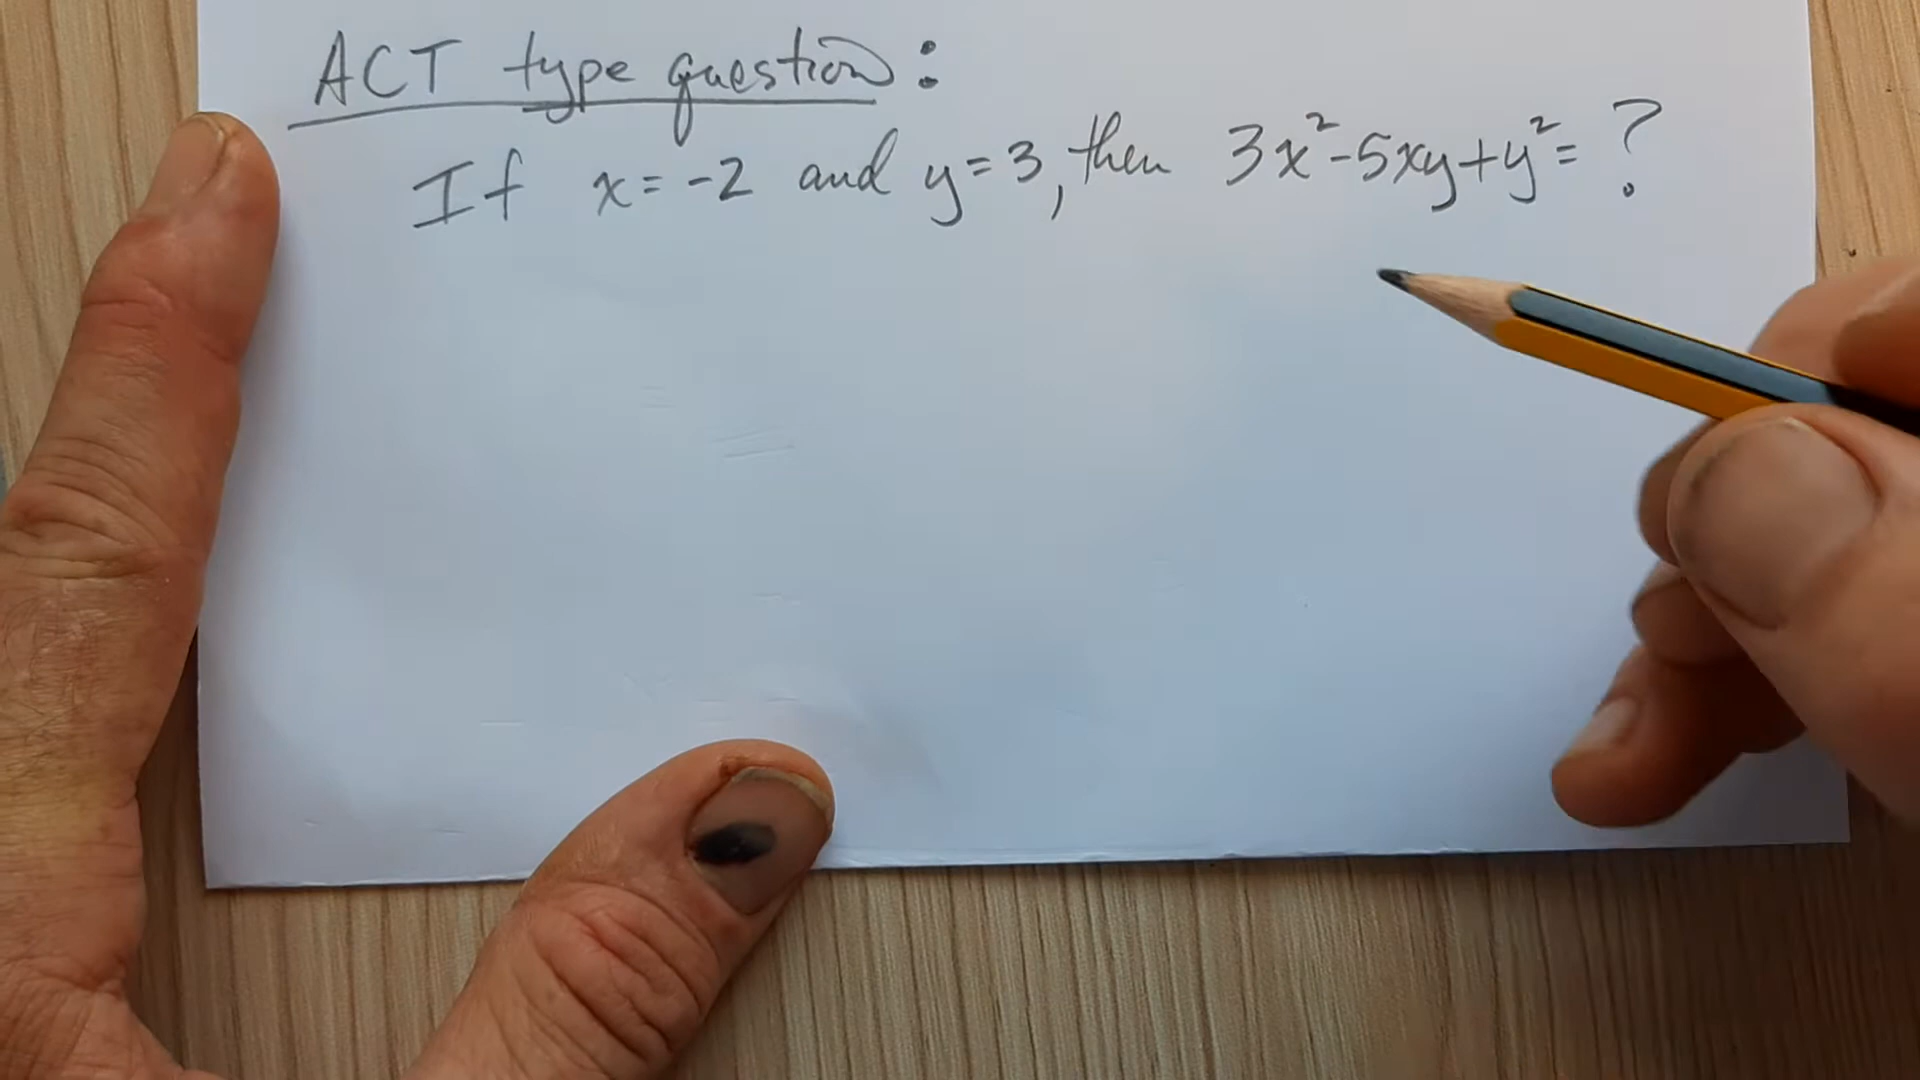 ACT type question:
If x = -2 and y = 3, then 3x²-5xy+y² = ?